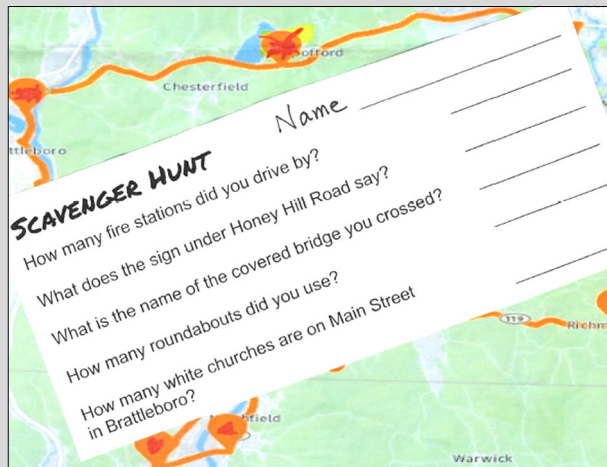 offord
Chesterfield
Name
ttleboro
SCAVENGER HUNT
How many fire stations did you drive by?
What does the sign under Honey Hill Road say?
What is the name of the covered bridge you crossed?
How many roundabouts did you use?
How many white churches are on Main Street
in Brattleboro?
119
Richm
hfield
Warwick